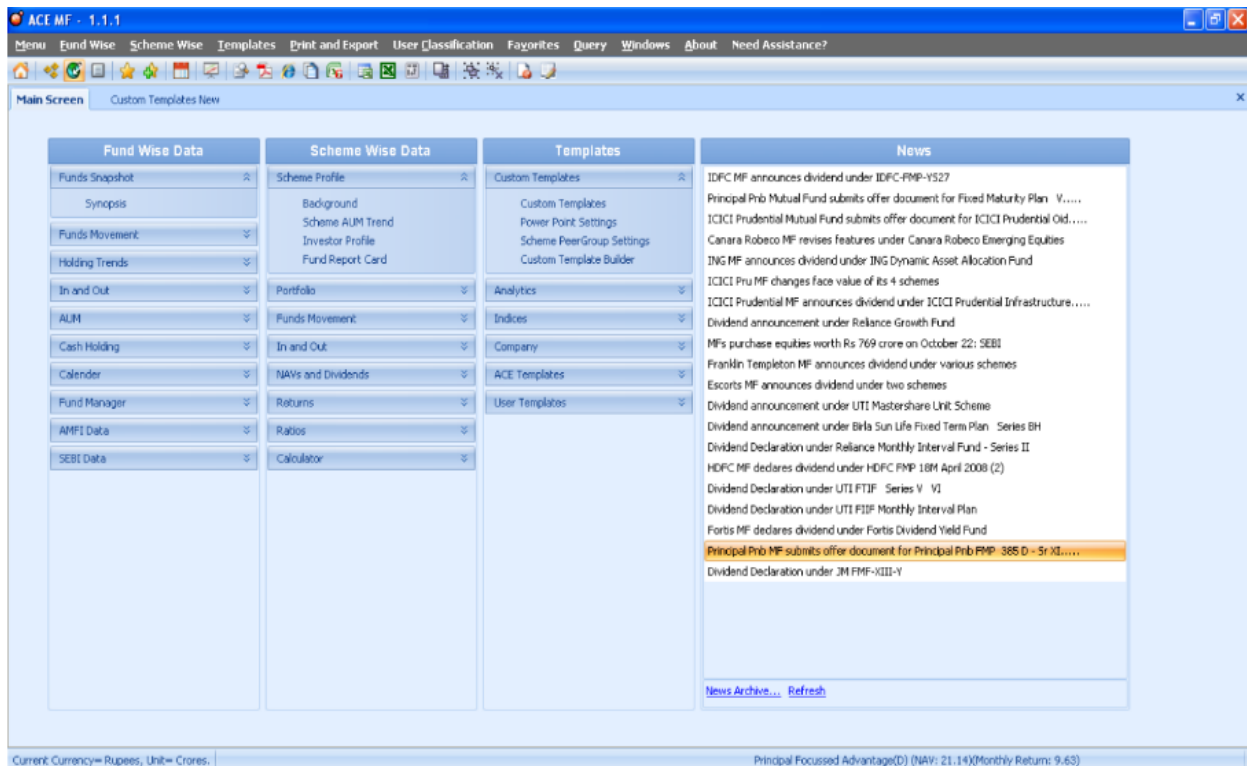 ACE MF - 1.1.1
Menu Fund Wise Scheme Wise Templates Print and Export User Classification Favorites Query Windows About Need Assistance?
Main Screen Custom Templates New
Fund Wise Data
Funds Snapshot
Synopsis
Funds Movement
Holding Trends
In and Out
AUM
Cash Holding
Calender
Fund Manager
AMFI Data
SEBI Data
Scheme Wise Data
Scheme Profile
Background
Scheme AUM Trend
Investor Profile
Fund Report Card
Portfolio
Funds Movement
In and Out
NAVs and Dividends
Returns
Ratios
Calculator
Templates
Custom Templates
Custom Templates
Power Point Settings
Scheme PeerGroup Settings
Custom Template Builder
Analytics
Indices
Company
ACE Templates
User Templates
News
IDFC MF announces dividend under IDFC-FMP-YS27
Principal Pnb Mutual Fund submits offer document for Fixed Maturity Plan V.....
ICICI Prudential Mutual Fund submits offer document for ICICI Prudential Old.....
Canara Robeco MF revises features under Canara Robeco Emerging Equities
ING MF announces dividend under ING Dynamic Asset Allocation Fund
ICICI Pru MF changes face value of its 4 schemes
ICICI Prudential MF announces dividend under ICICI Prudential Infrastructure.....
Dividend announcement under Reliance Growth Fund
MFs purchase equities worth Rs 769 crore on October 22: SEBI
Franklin Templeton MF announces dividend under various schemes
Escorts MF announces dividend under two schemes
Dividend announcement under UTI Mastershare Unit Scheme
Dividend announcement under Birla Sun Life Fixed Term Plan Series BH
Dividend Declaration under Reliance Monthly Interval Fund - Series II
HDFC MF declares dividend under HDFC FMP 18M April 2008 (2)
Dividend Declaration under UTI FTIF Series V VI
Dividend Declaration under UTI FIIF Monthly Interval Plan
Fortis MF declares dividend under Fortis Dividend Yield Fund
Principal Pnb MF submits offer document for Principal Pnb FMP 385 D - Sr XI.....
Dividend Declaration under JM FMF-XIII-Y
News Archive... Refresh
Current Currency= Rupees, Unit= Crores. Principal Focussed Advantage(D) (NAV: 21.14)(Monthly Return: 9.63)